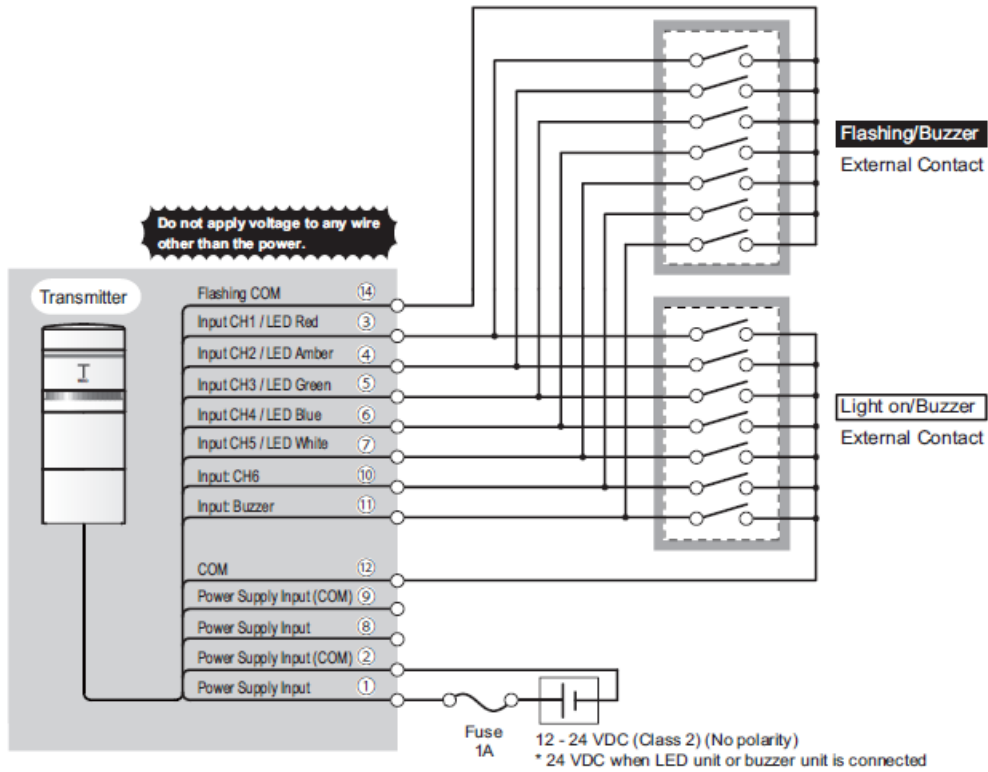 Flashing/Buzzer
External Contact
Do not apply voltage to any wire
other than the power.
Transmitter
Flashing COM ⑭
Input CH1 / LED Red ③
Input CH2 / LED Amber ④
Input CH3 / LED Green ⑤
Input CH4 / LED Blue ⑥
Input CH5 / LED White ⑦
Input: CH6 ⑩
Input: Buzzer ⑪
Light on/Buzzer
External Contact
COM ⑫
Power Supply Input (COM) ⑨
Power Supply Input ⑧
Power Supply Input (COM) ②
Power Supply Input ①
Fuse
1A
12 - 24 VDC (Class 2) (No polarity)
* 24 VDC when LED unit or buzzer unit is connected